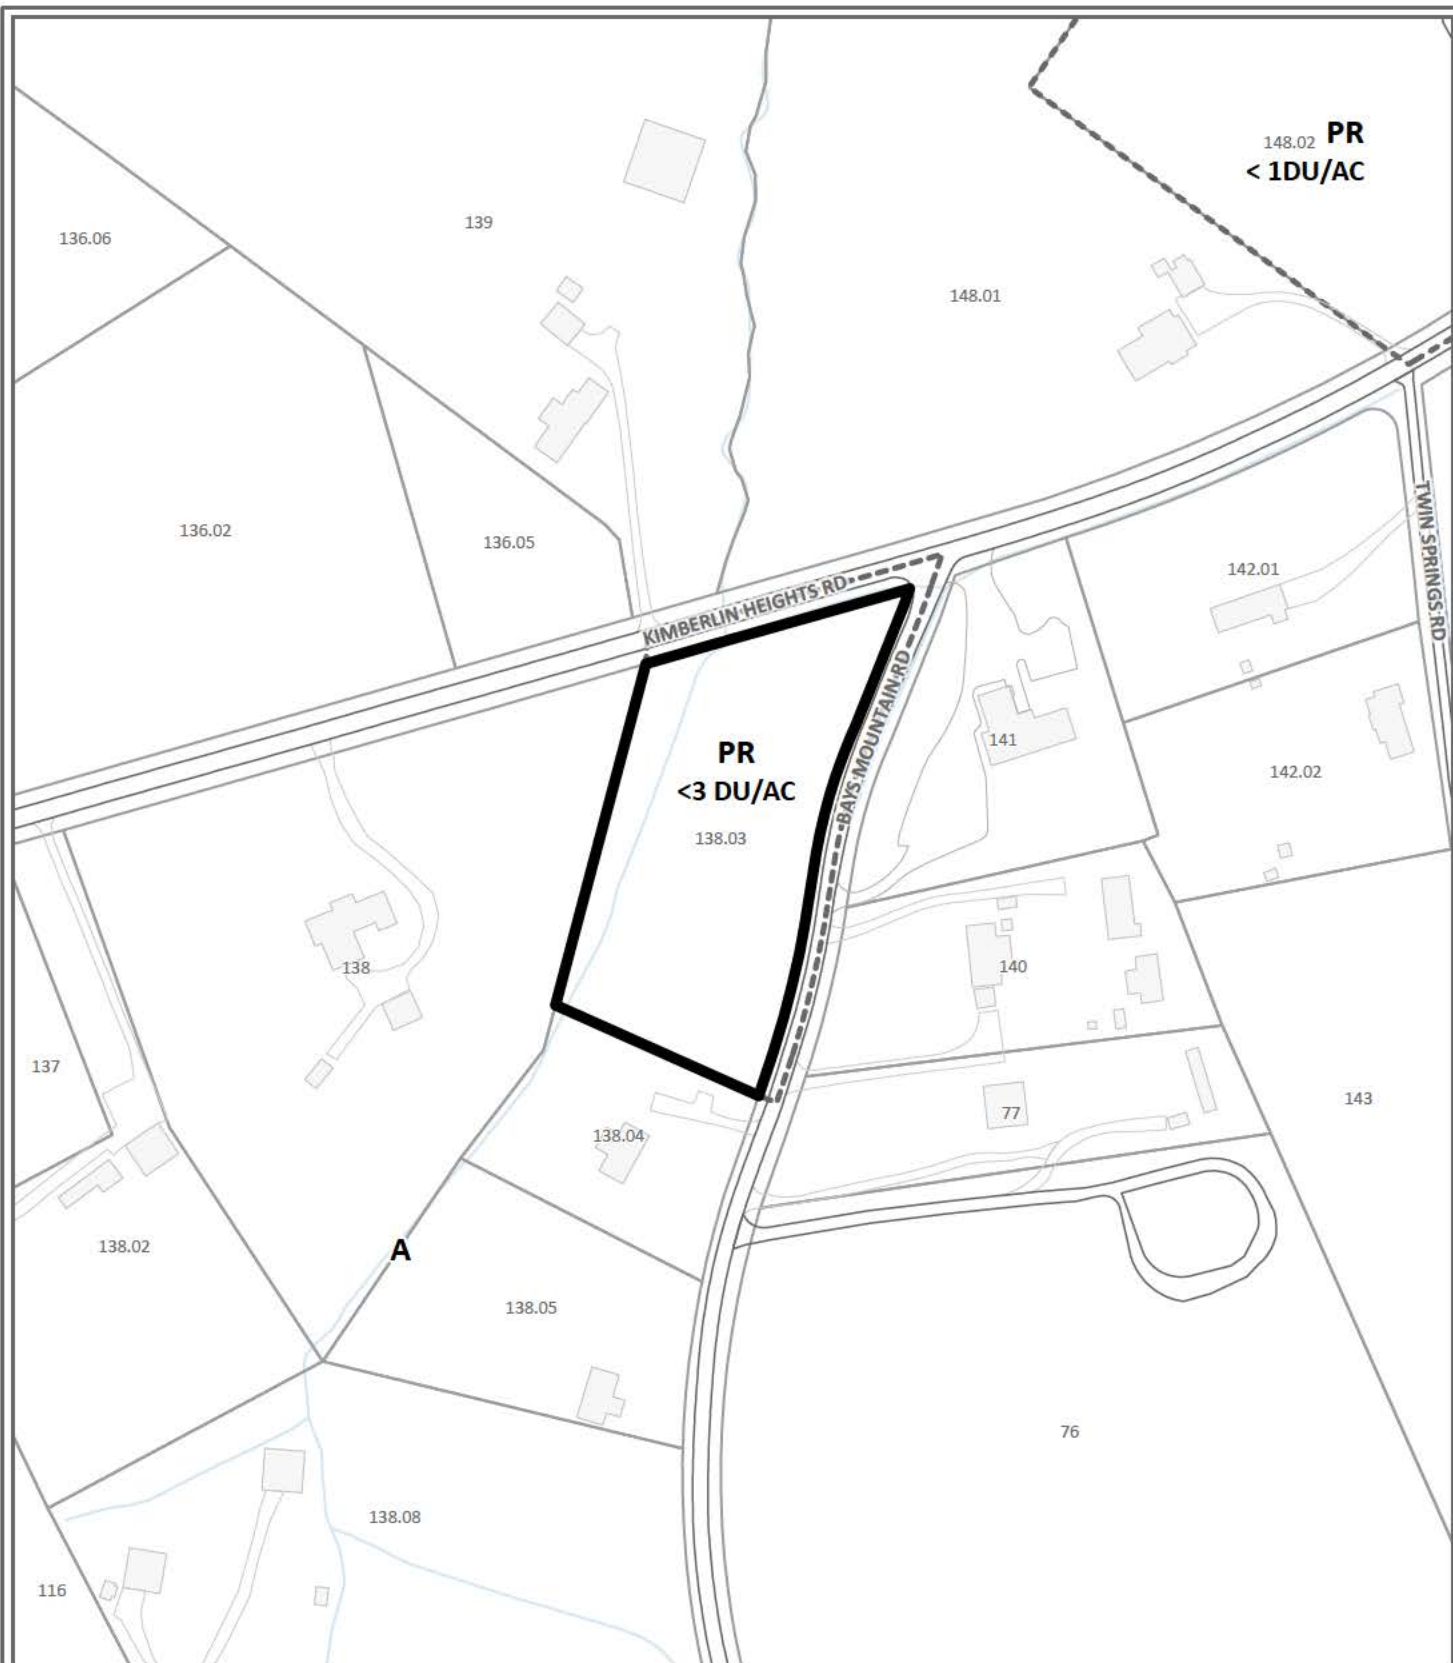 148.02 PR
< 1DU/AC
139
136.06
148.01
136.02
136.05
142.01
TWIN SPRINGS RD
KIMBERLIN HEIGHTS RD
BAYS MOUNTAIN RD
141
PR
<3 DU/AC
138.03
142.02
138
140
137
143
77
138.04
138.02
A
138.05
76
138.08
116